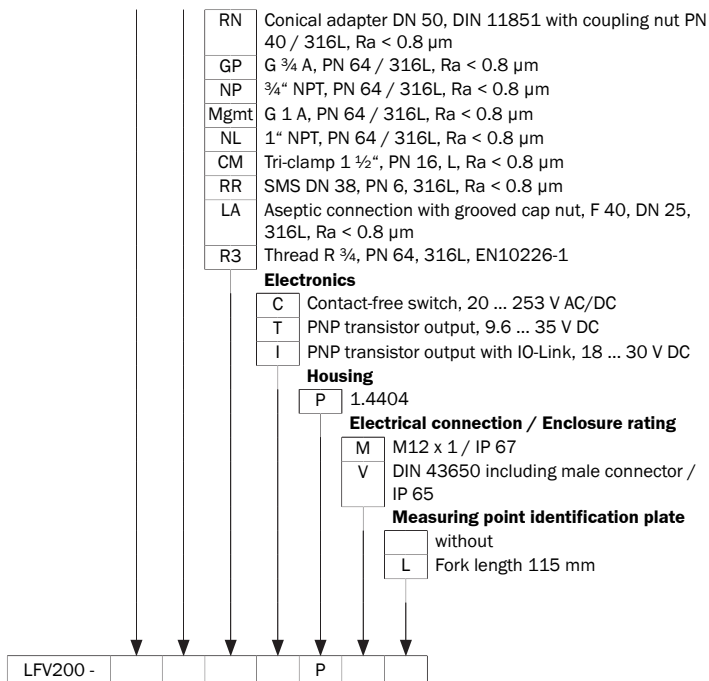 RN Conical adapter DN 50, DIN 11851 with coupling nut PN
40 / 316L, Ra < 0.8 µm
GP G ¾ A, PN 64 / 316L, Ra < 0.8 µm
NP ¾“ NPT, PN 64 / 316L, Ra < 0.8 µm
Mgmt G 1 A, PN 64 / 316L, Ra < 0.8 µm
NL 1“ NPT, PN 64 / 316L, Ra < 0.8 µm
CM Tri-clamp 1 ½“, PN 16, L, Ra < 0.8 µm
RR SMS DN 38, PN 6, 316L, Ra < 0.8 µm
LA Aseptic connection with grooved cap nut, F 40, DN 25,
316L, Ra < 0.8 µm
R3 Thread R ¾, PN 64, 316L, EN10226-1
Electronics
C Contact-free switch, 20 ... 253 V AC/DC
T PNP transistor output, 9.6 ... 35 V DC
I PNP transistor output with IO-Link, 18 ... 30 V DC
Housing
P 1.4404
Electrical connection / Enclosure rating
M M12 x 1 / IP 67
V DIN 43650 including male connector /
IP 65
Measuring point identification plate
without
L Fork length 115 mm
LFV200 - P